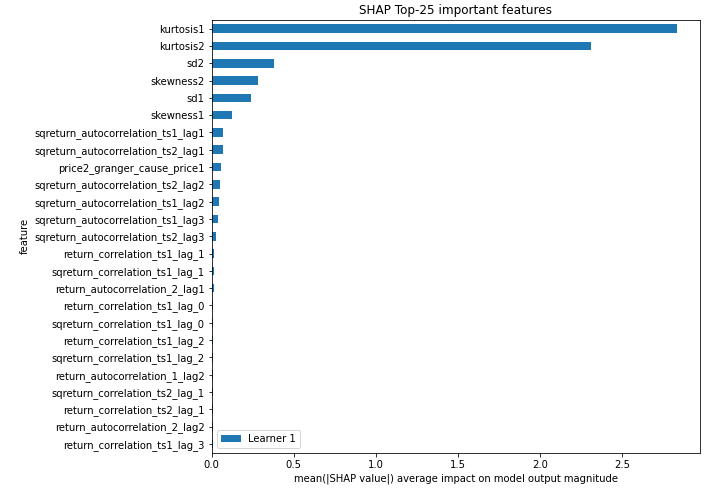 SHAP Top-25 important features
kurtosis1
kurtosis2
sd2
skewness2
sd1
skewness1
sqreturn_autocorrelation_ts1_lag1
sqreturn_autocorrelation_ts2_lag1
price2_granger_cause_price1
sqreturn_autocorrelation_ts2_lag2
sqreturn_autocorrelation_ts1_lag2
sqreturn_autocorrelation_ts1_lag3
sqreturn_autocorrelation_ts2_lag3
return_correlation_ts1_lag_1
sqreturn_correlation_ts1_lag_1
return_autocorrelation_2_lag1
return_correlation_ts1_lag_0
sqreturn_correlation_ts1_lag_0
return_correlation_ts1_lag_2
sqreturn_correlation_ts1_lag_2
return_autocorrelation_1_lag2
sqreturn_correlation_ts2_lag_1
return_correlation_ts2_lag_1
return_autocorrelation_2_lag2
return_correlation_ts1_lag_3
feature
Learner 1
0.0 0.5 1.0 1.5 2.0 2.5
mean(|SHAP value|) average impact on model output magnitude